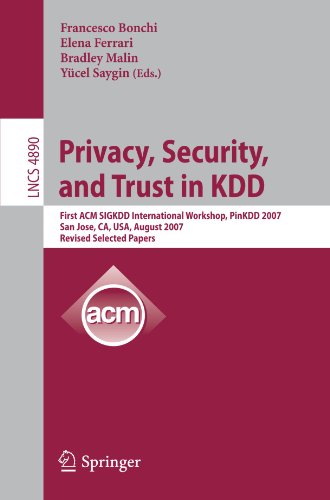 Francesco Bonchi
Elena Ferrari
Bradley Malin
Yücel Saygin (Eds.)
LNCS 4890
Privacy, Security,
and Trust in KDD
First ACM SIGKDD International Workshop, PinKDD 2007
San Jose, CA, USA, August 2007
Revised Selected Papers
acm
Springer